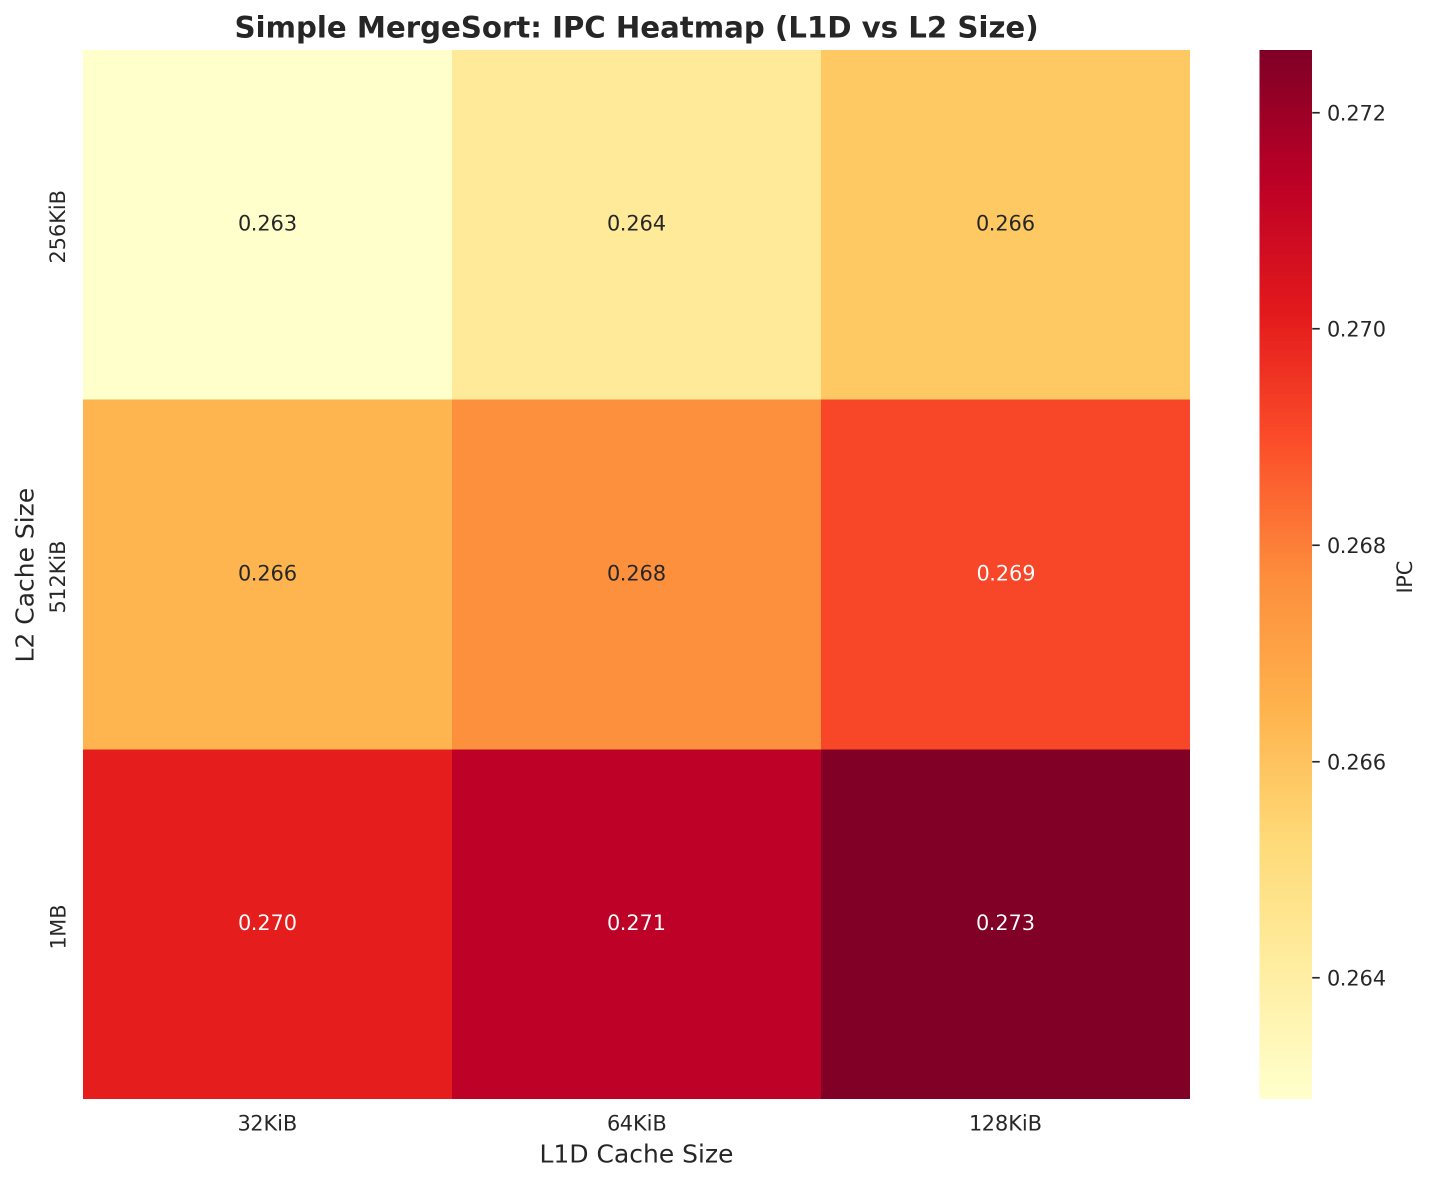 Simple MergeSort: IPC Heatmap (L1D vs L2 Size)
L2 Cache Size
256KiB
0.263 0.264 0.266
512KiB
0.266 0.268 0.269
1MB
0.270 0.271 0.273
32KiB 64KiB 128KiB
L1D Cache Size
0.272
0.270
0.268
0.266
0.264
IPC